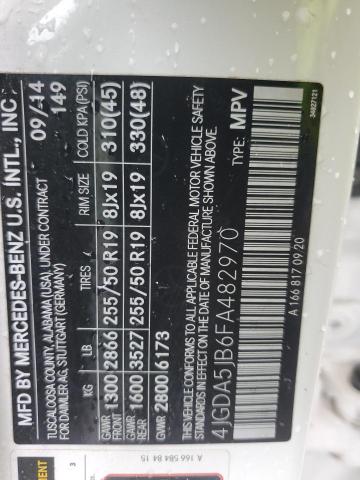 MFD BY MERCEDES-BENZ U.S. INTL., INC
TUSCALOOSA COUNTY, ALABAMA (USA), UNDER CONTRACT
FOR DAIMLER AG, STUTTGART (GERMANY)
09/14
149
KG LB TIRES RIM SIZE COLD KPA(PSI)
GAWR FRONT 1300 2866 255/50 R19 8Jx19 310(45)
GAWR REAR 1600 3527 255/50 R19 8Jx19 330(48)
GVWR 2800 6173
THIS VEHICLE CONFORMS TO ALL APPLICABLE FEDERAL MOTOR VEHICLE SAFETY
STANDARDS IN EFFECT ON THE DATE OF MANUFACTURE SHOWN ABOVE.
4JGDA5JB6FA482970 TYPE: MPV
A 166 817 09 20
34827121
A 166 584 84 15
3